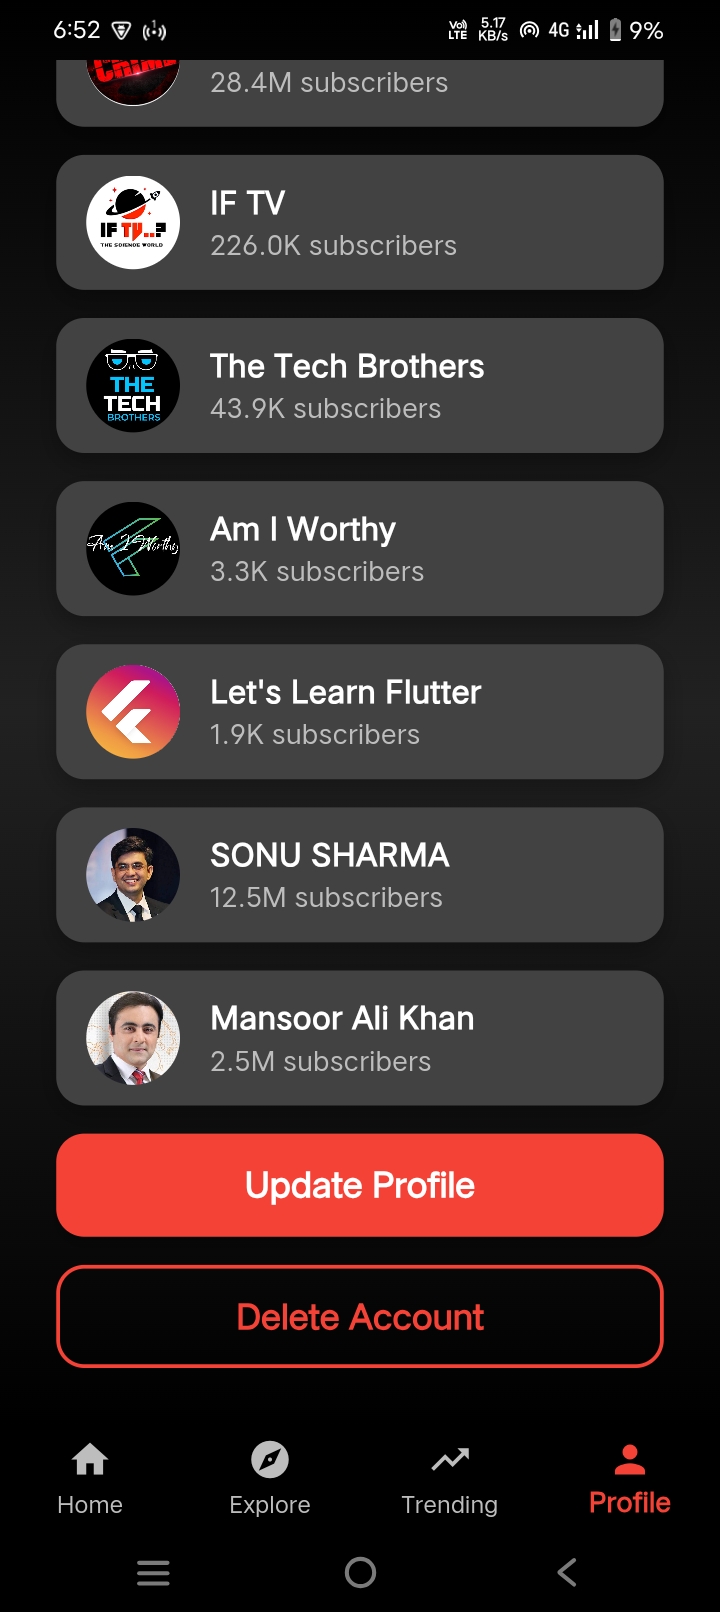 6:52
Vo) LTE
5.17 KB/s
4G
9%
Crime
28.4M subscribers
IF TV..?
THE SCIENCE WORLD
IF TV
226.0K subscribers
THE
TECH
BROTHERS
The Tech Brothers
43.9K subscribers
Am I Worthy
Am I Worthy
3.3K subscribers
Let's Learn Flutter
1.9K subscribers
SONU SHARMA
12.5M subscribers
Mansoor Ali Khan
2.5M subscribers
Update Profile
Delete Account
Home
Explore
Trending
Profile